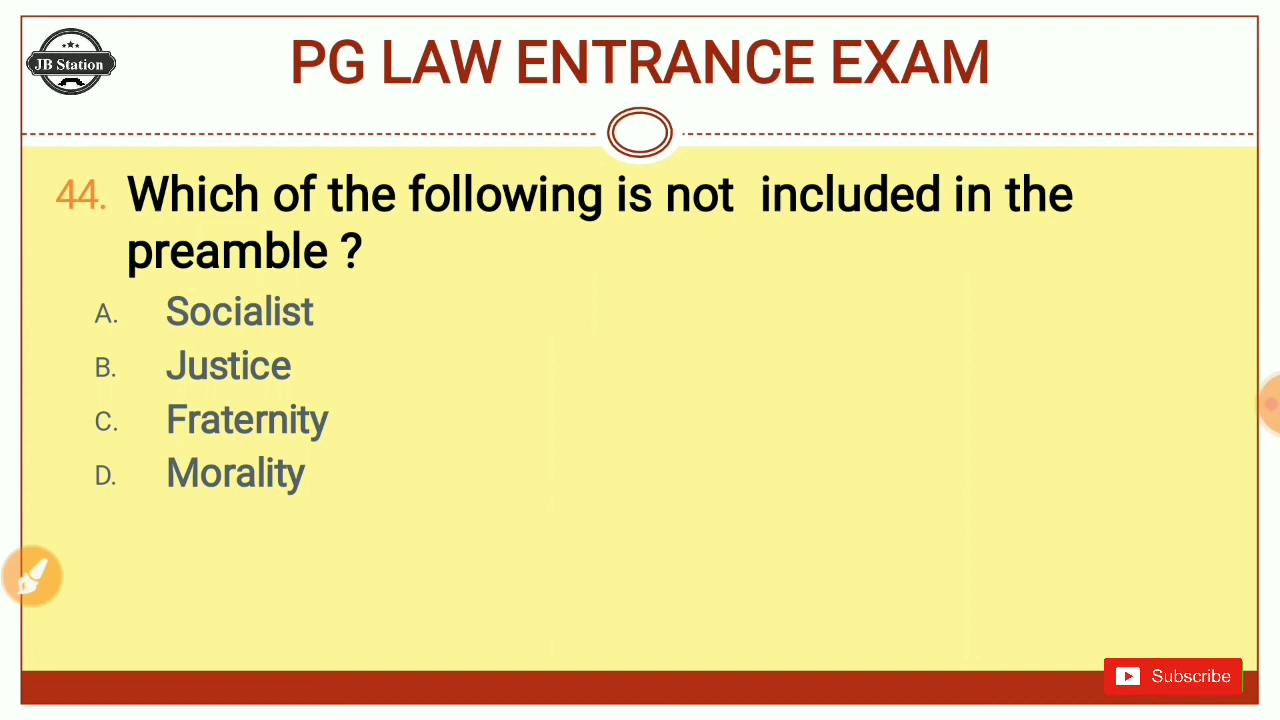 JB Station
PG LAW ENTRANCE EXAM
44. Which of the following is not included in the
preamble ?
A. Socialist
B. Justice
C. Fraternity
D. Morality
Subscribe